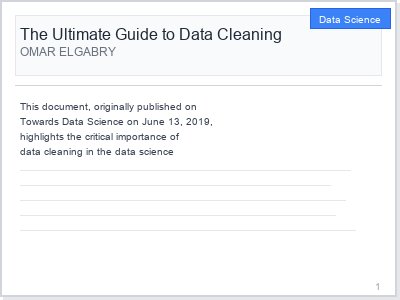 Data Science
The Ultimate Guide to Data Cleaning
OMAR ELGABRY
This document, originally published on
Towards Data Science on June 13, 2019,
highlights the critical importance of
data cleaning in the data science
1